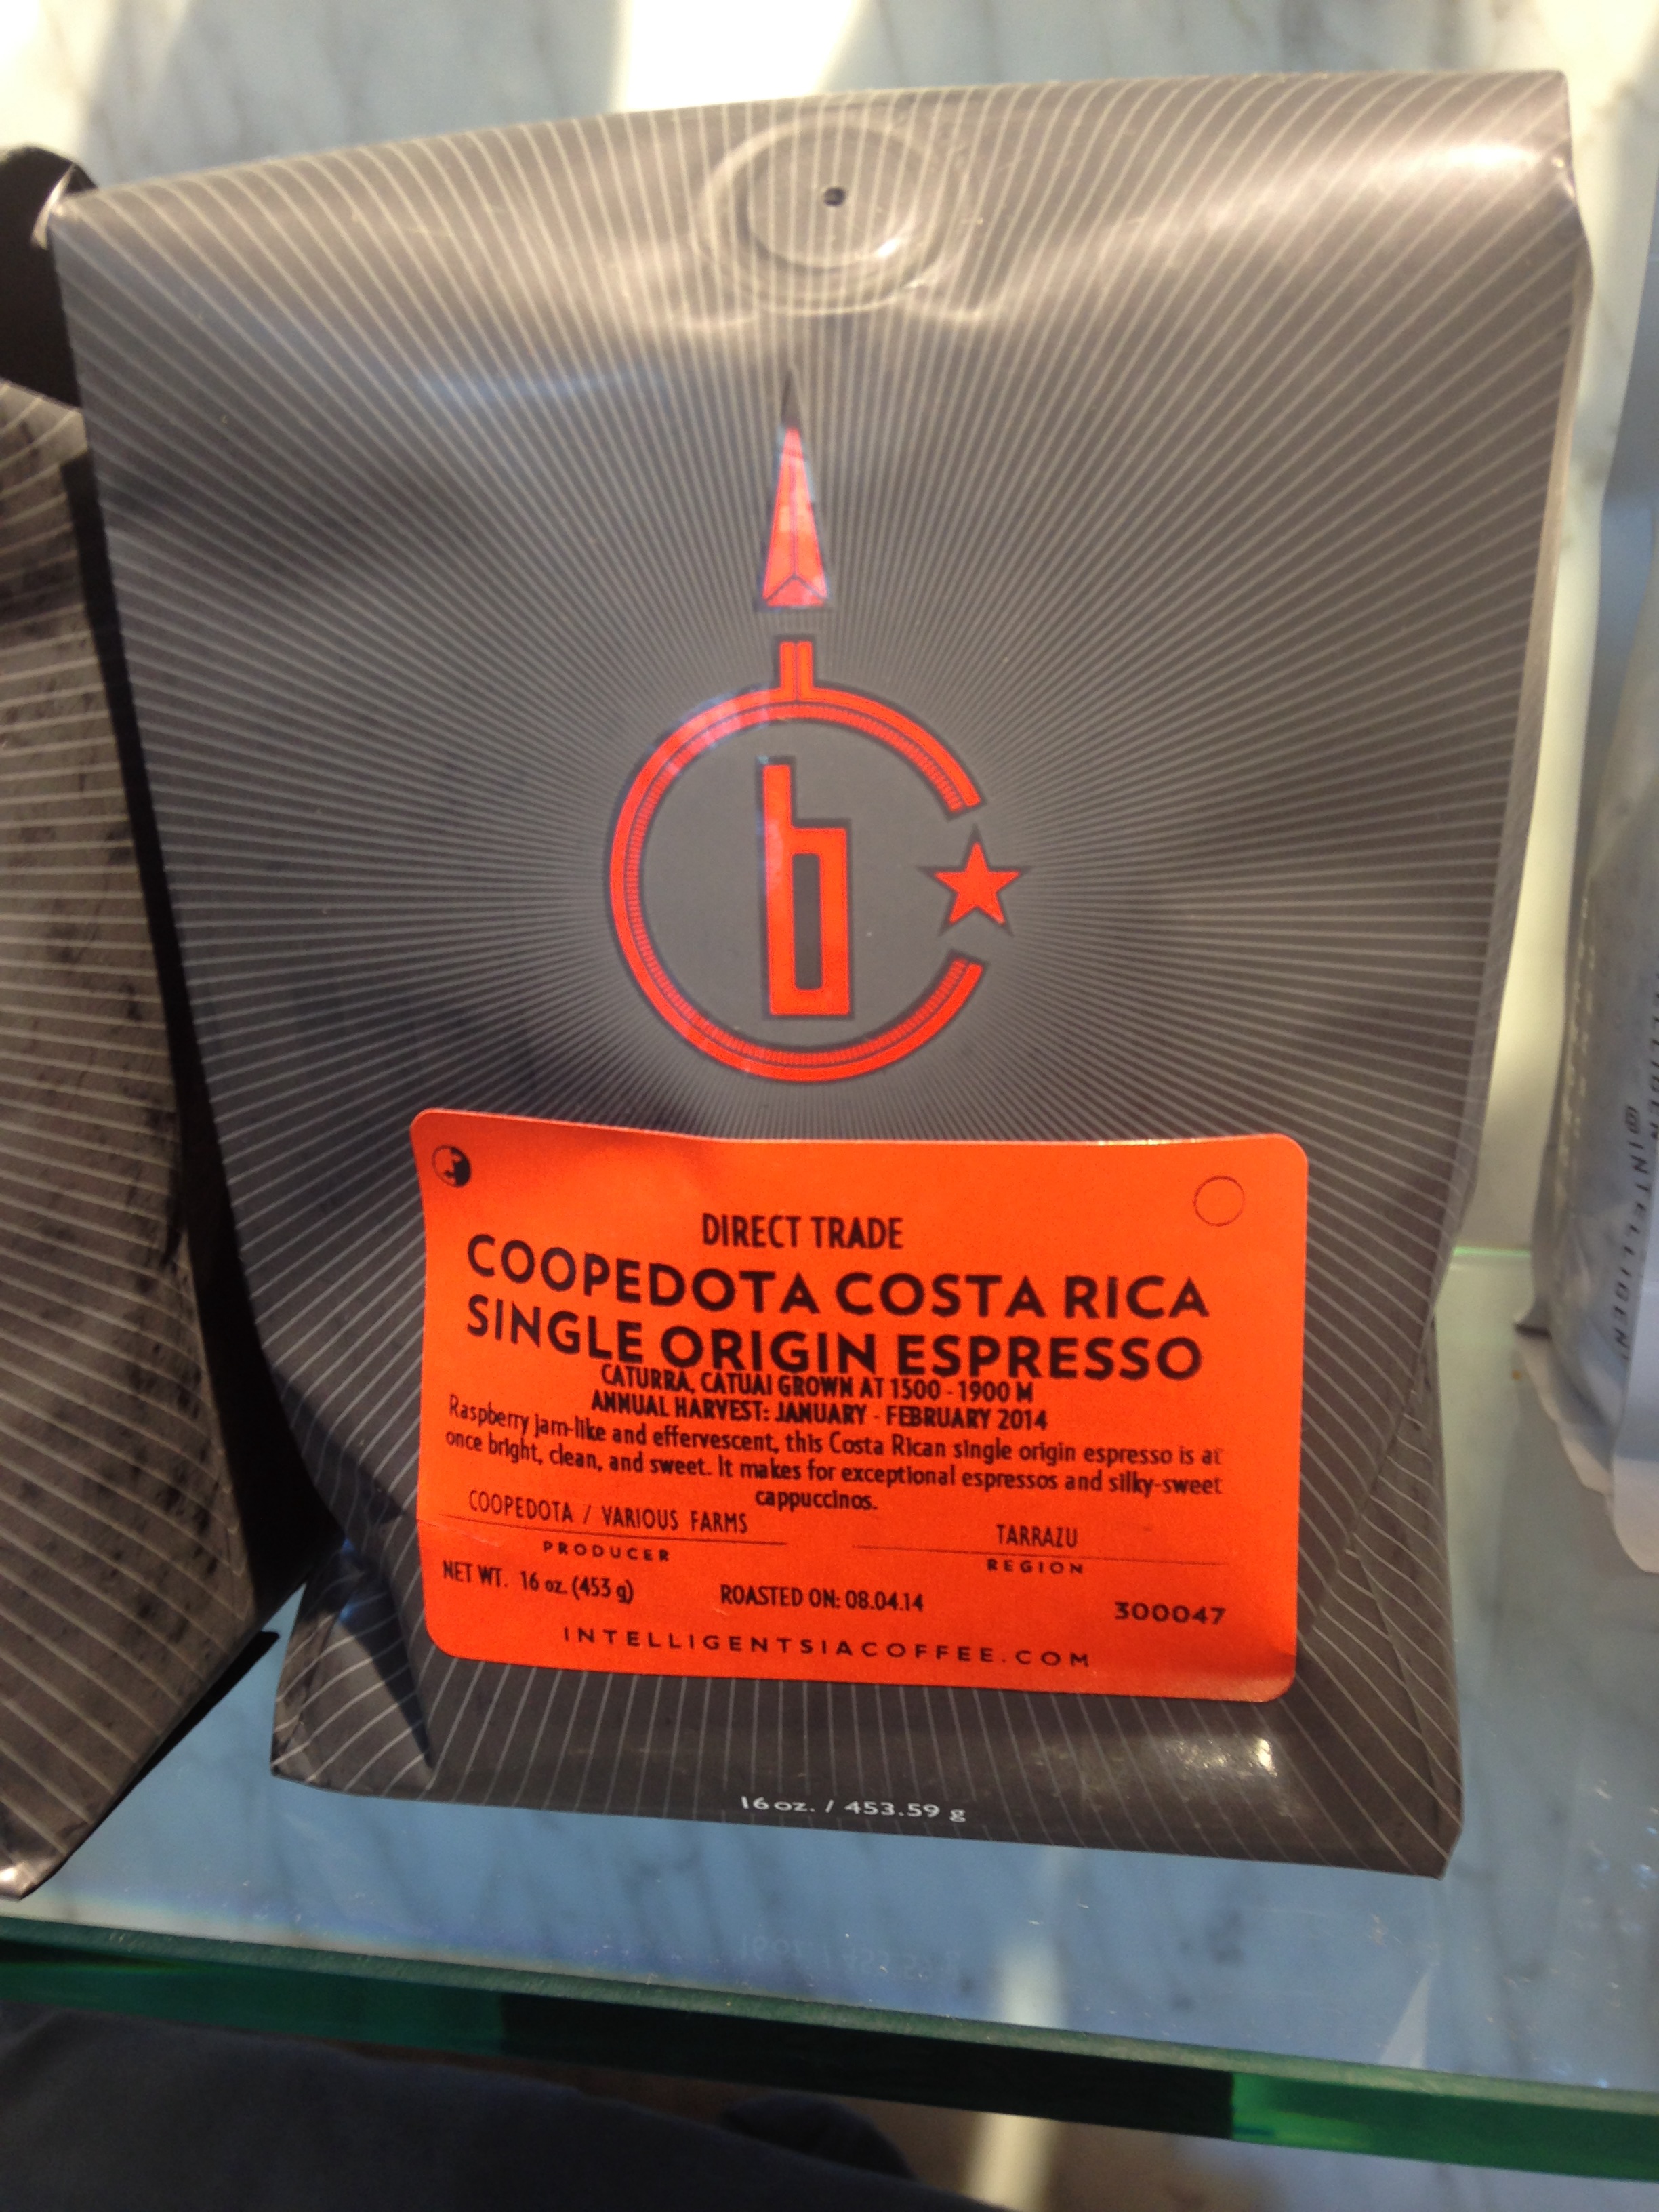 b
DIRECT TRADE
COOPEDOTA COSTA RICA
SINGLE ORIGIN ESPRESSO
CATURRA, CATUAI GROWN AT 1500 - 1900 M
ANNUAL HARVEST: JANUARY - FEBRUARY 2014
Raspberry jam-like and effervescent, this Costa Rican single origin espresso is at
once bright, clean, and sweet. It makes for exceptional espressos and silky-sweet
cappuccinos.
COOPEDOTA / VARIOUS FARMS
PRODUCER
TARRAZU
REGION
NET WT. 16 oz. (453 g)
ROASTED ON: 08.04.14
300047
INTELLIGENTSIACOFFEE.COM
16 oz. / 453.59 g